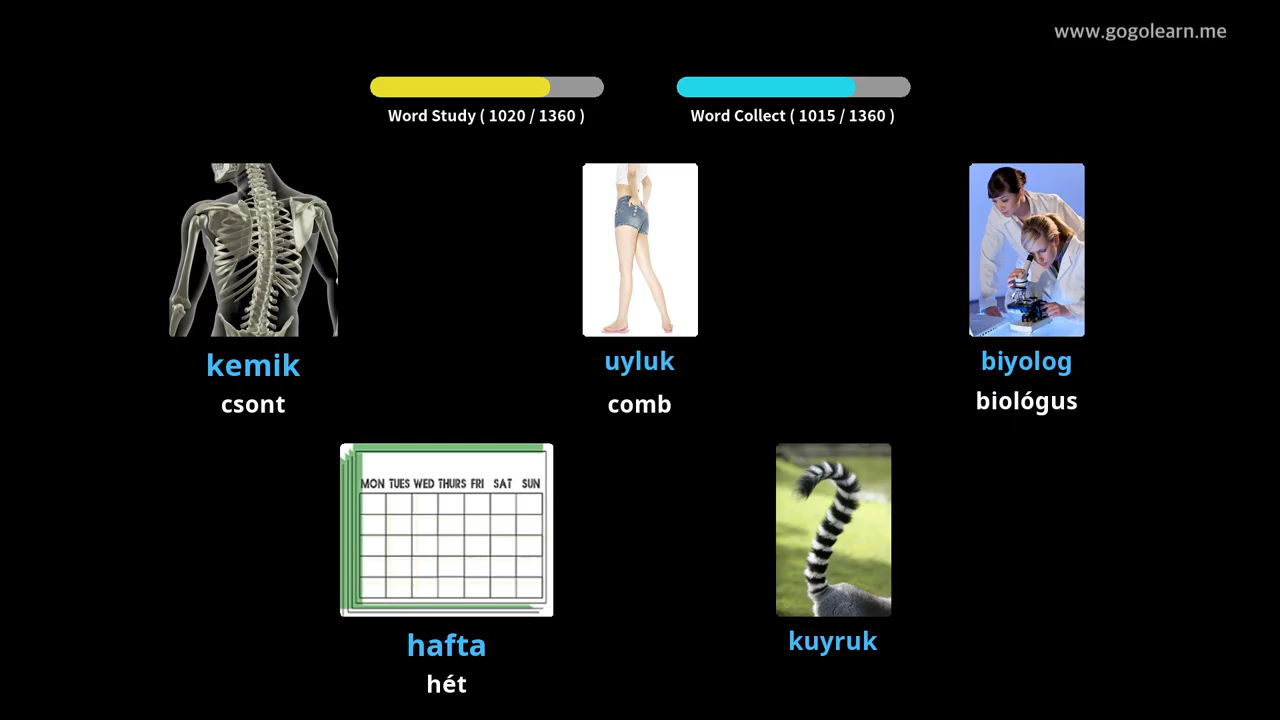 www.gogolearn.me
Word Study ( 1020 / 1360 )
Word Collect ( 1015 / 1360 )
kemik
csont
uyluk
comb
biyolog
biológus
MON TUES WED THURS FRI SAT SUN
hafta
hét
kuyruk